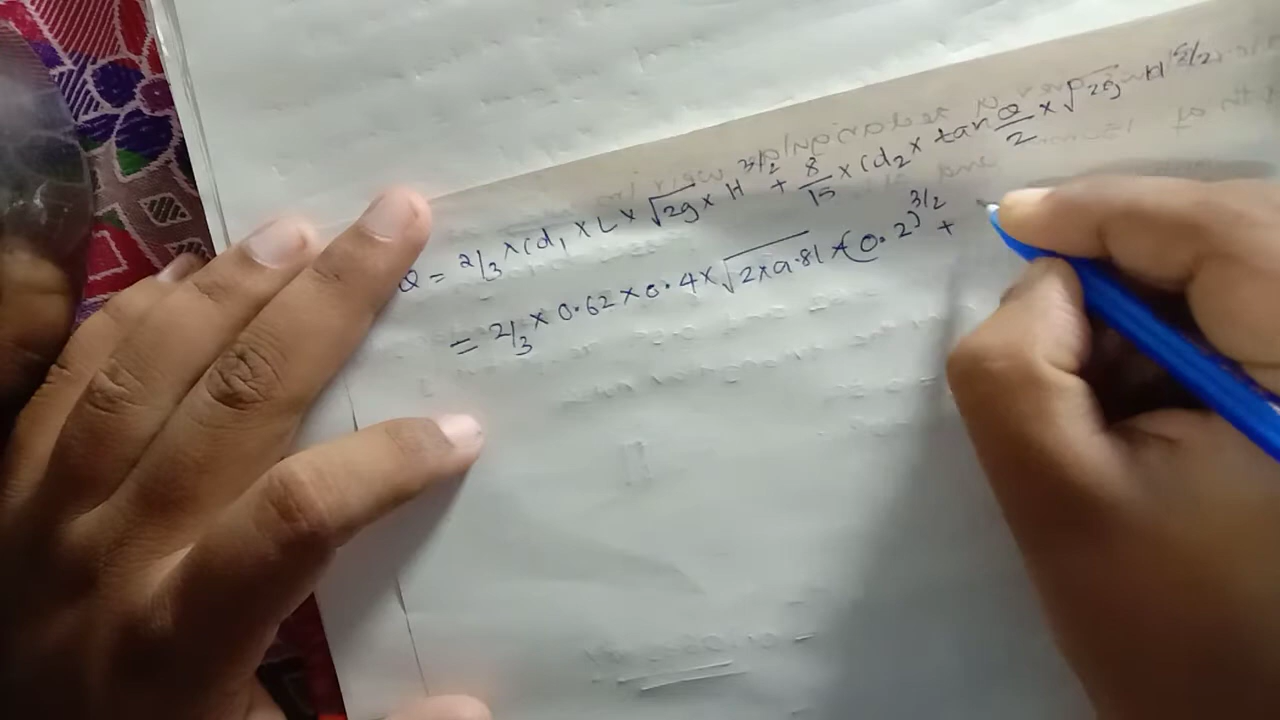 Q = 2/3 × Cd1 × L × √2g × H^3/2 + 8/15 × Cd2 × tan θ/2 × √2g × H^5/2
= 2/3 × 0.62 × 0.4 × √2×9.81 × (0.2)^3/2 +